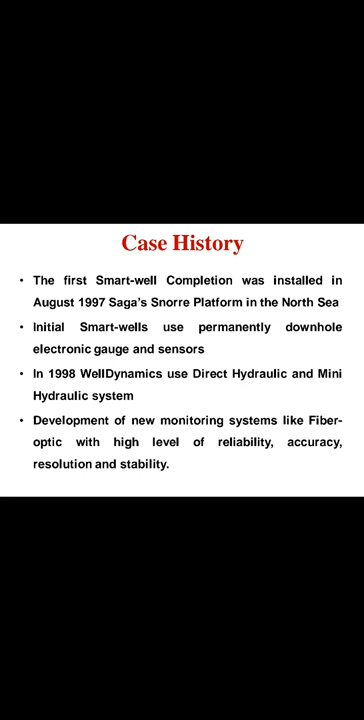 Case History
• The first Smart-well Completion was installed in
August 1997 Saga's Snorre Platform in the North Sea
• Initial Smart-wells use permanently downhole
electronic gauge and sensors
• In 1998 WellDynamics use Direct Hydraulic and Mini
Hydraulic system
• Development of new monitoring systems like Fiber-
optic with high level of reliability, accuracy,
resolution and stability.